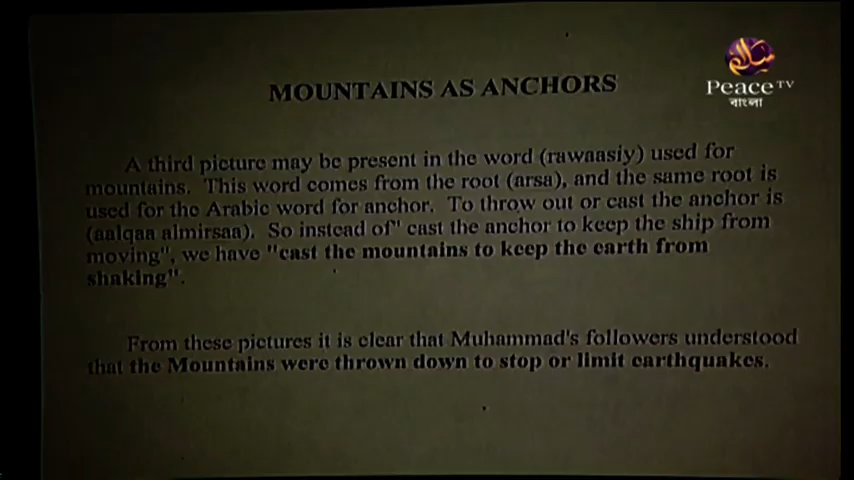 MOUNTAINS AS ANCHORS
Peace TV
বাংলা
A third picture may be present in the word (rawaasiy) used for
mountains. This word comes from the root (arsa), and the same root is
used for the Arabic word for anchor. To throw out or cast the anchor is
(aalqaa almirsaa). So instead of" cast the anchor to keep the ship from
moving", we have "cast the mountains to keep the earth from
shaking".
From these pictures it is clear that Muhammad's followers understood
that the Mountains were thrown down to stop or limit earthquakes.